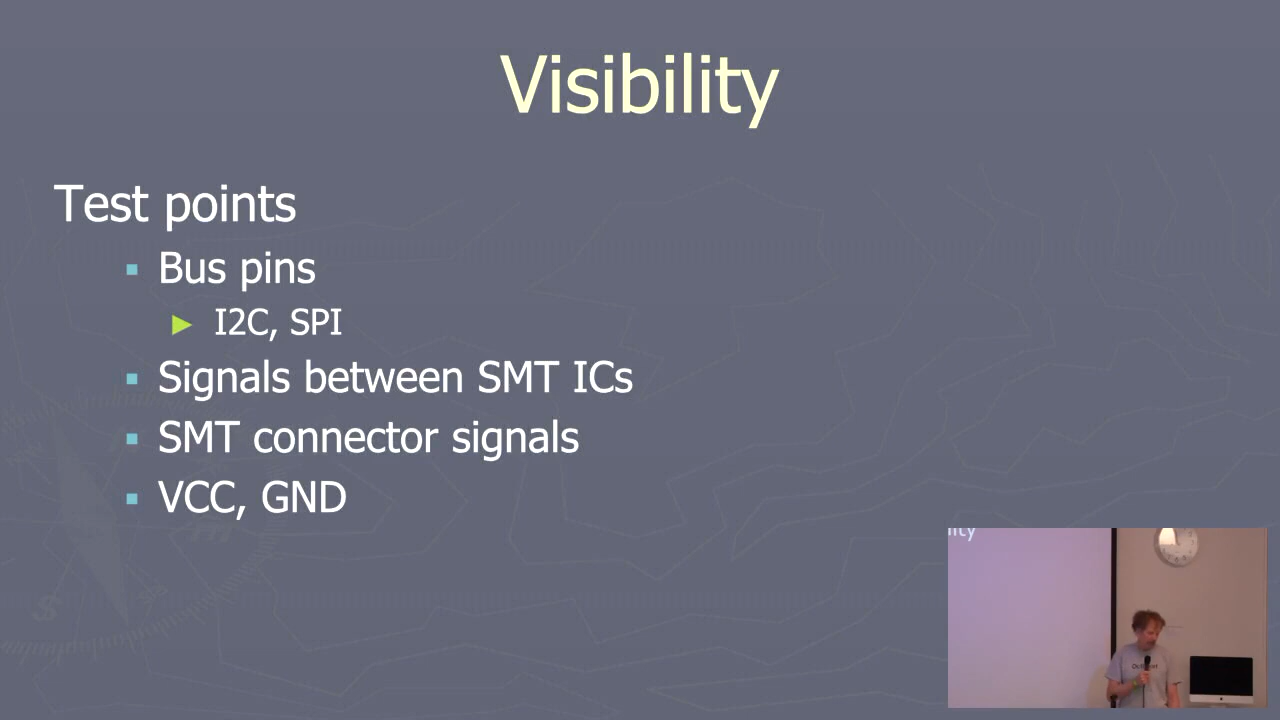 Visibility
Test points
Bus pins
I2C, SPI
Signals between SMT ICs
SMT connector signals
VCC, GND